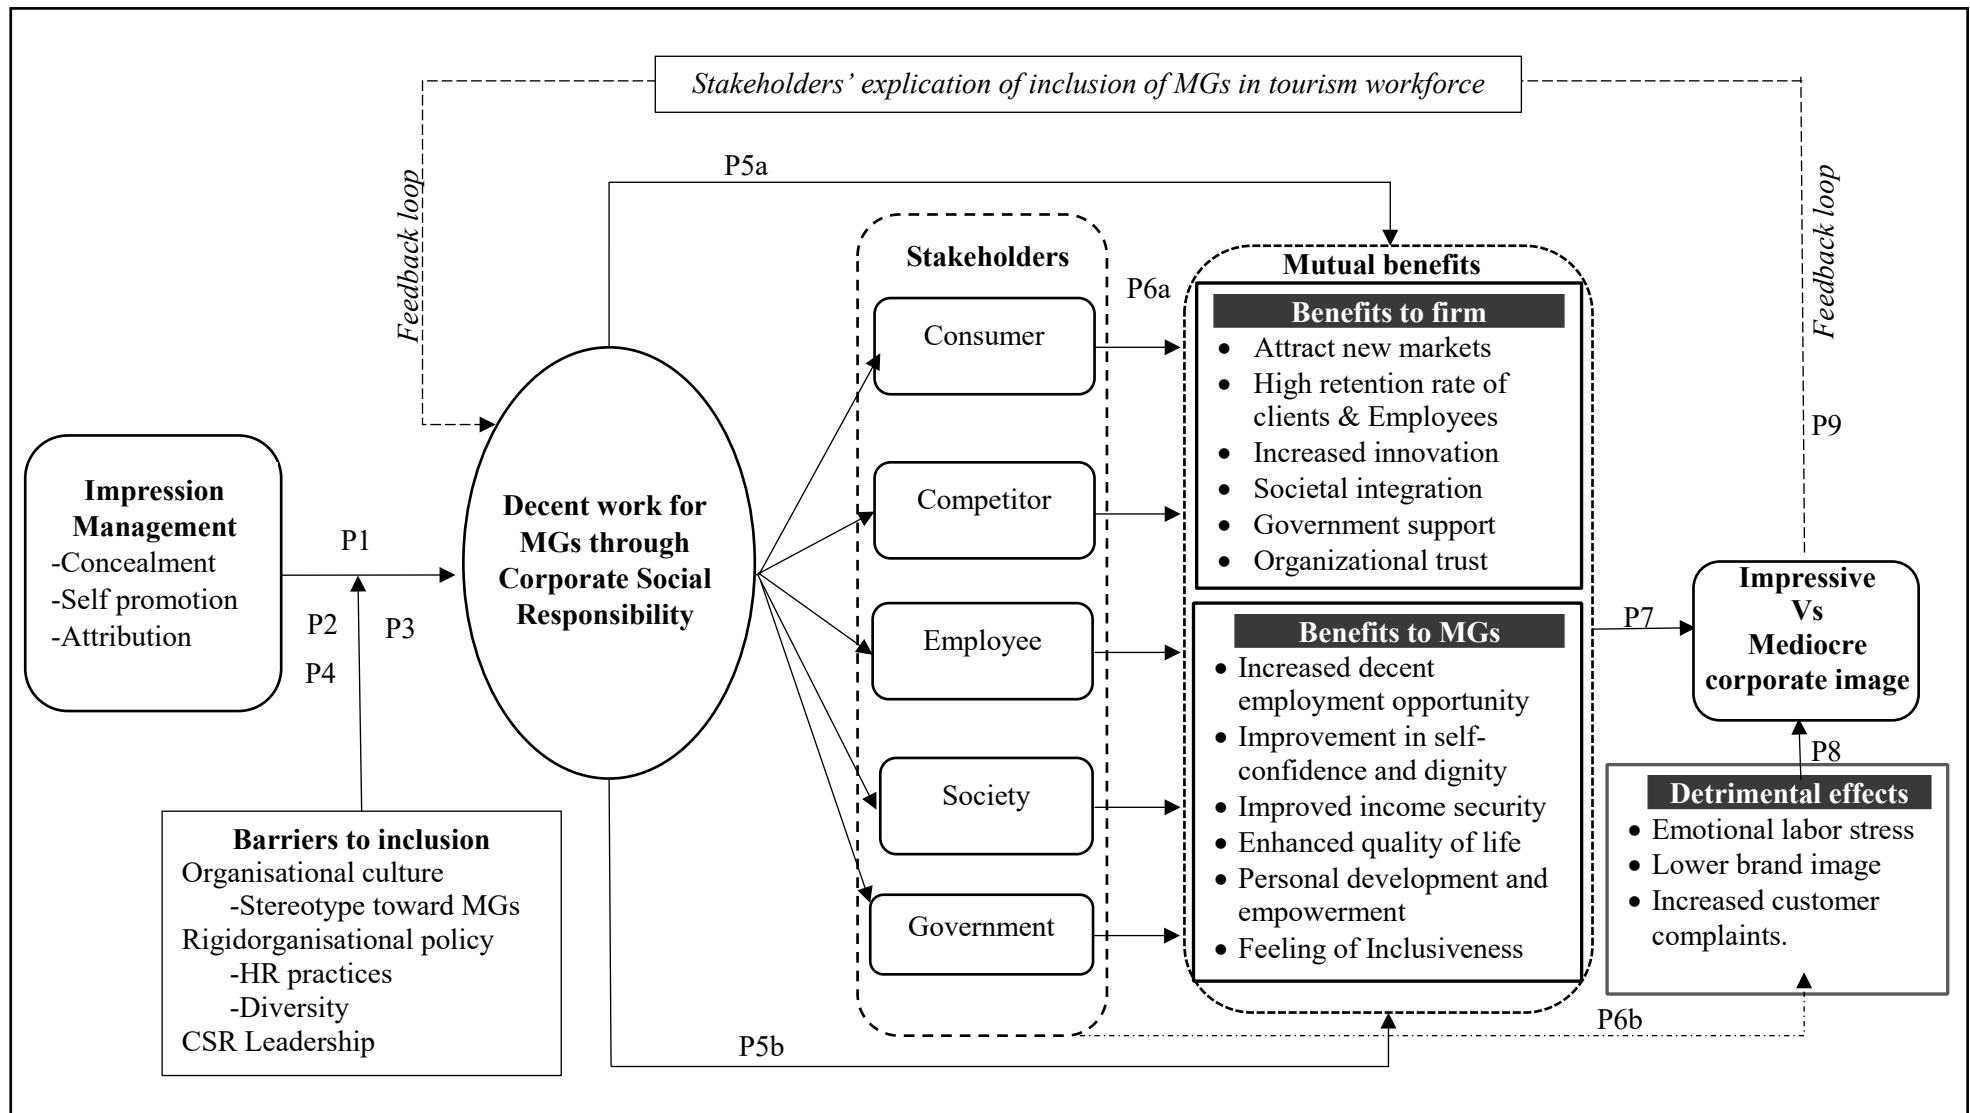 Stakeholders’ explication of inclusion of MGs in tourism workforce
Feedback loop
Feedback loop
P5a
P5b
P6a
P6b
P7
P8
P9
Impression
Management
-Concealment
-Self promotion
-Attribution
P1
P2
P3
P4
Barriers to inclusion
Organisational culture
-Stereotype toward MGs
Rigidorganisational policy
-HR practices
-Diversity
CSR Leadership
Decent work for
MGs through
Corporate Social
Responsibility
Stakeholders
Consumer
Competitor
Employee
Society
Government
Mutual benefits
Benefits to firm
• Attract new markets
• High retention rate of
clients & Employees
• Increased innovation
• Societal integration
• Government support
• Organizational trust
Benefits to MGs
• Increased decent
employment opportunity
• Improvement in self-
confidence and dignity
• Improved income security
• Enhanced quality of life
• Personal development and
empowerment
• Feeling of Inclusiveness
Impressive
Vs
Mediocre
corporate image
Detrimental effects
• Emotional labor stress
• Lower brand image
• Increased customer
complaints.